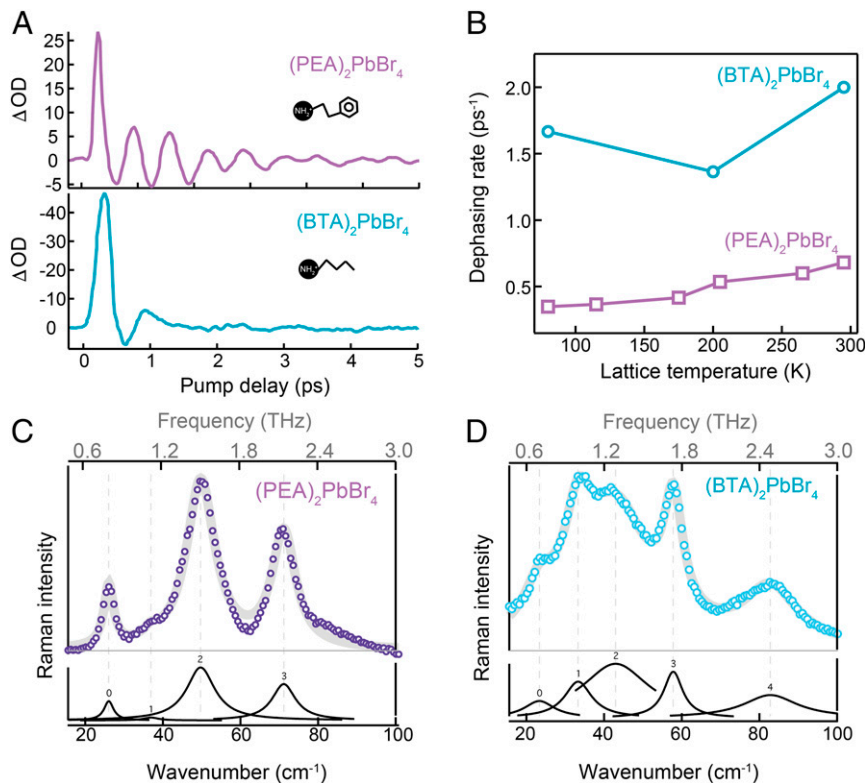 A
ΔOD
25
20
15
10
5
0
-5
(PEA)₂PbBr₄
NH₃⁺
ΔOD
-40
-30
-20
-10
0
(BTA)₂PbBr₄
NH₃⁺
0 1 2 3 4 5
Pump delay (ps)
B
Dephasing rate (ps⁻¹)
2.0
1.5
1.0
0.5
(BTA)₂PbBr₄
(PEA)₂PbBr₄
100 150 200 250 300
Lattice temperature (K)
C
Frequency (THz)
0.6 1.2 1.8 2.4 3.0
(PEA)₂PbBr₄
Raman intensity
0 1 2 3
20 40 60 80 100
Wavenumber (cm⁻¹)
D
Frequency (THz)
0.6 1.2 1.8 2.4 3.0
(BTA)₂PbBr₄
Raman intensity
0 1 2 3 4
20 40 60 80 100
Wavenumber (cm⁻¹)